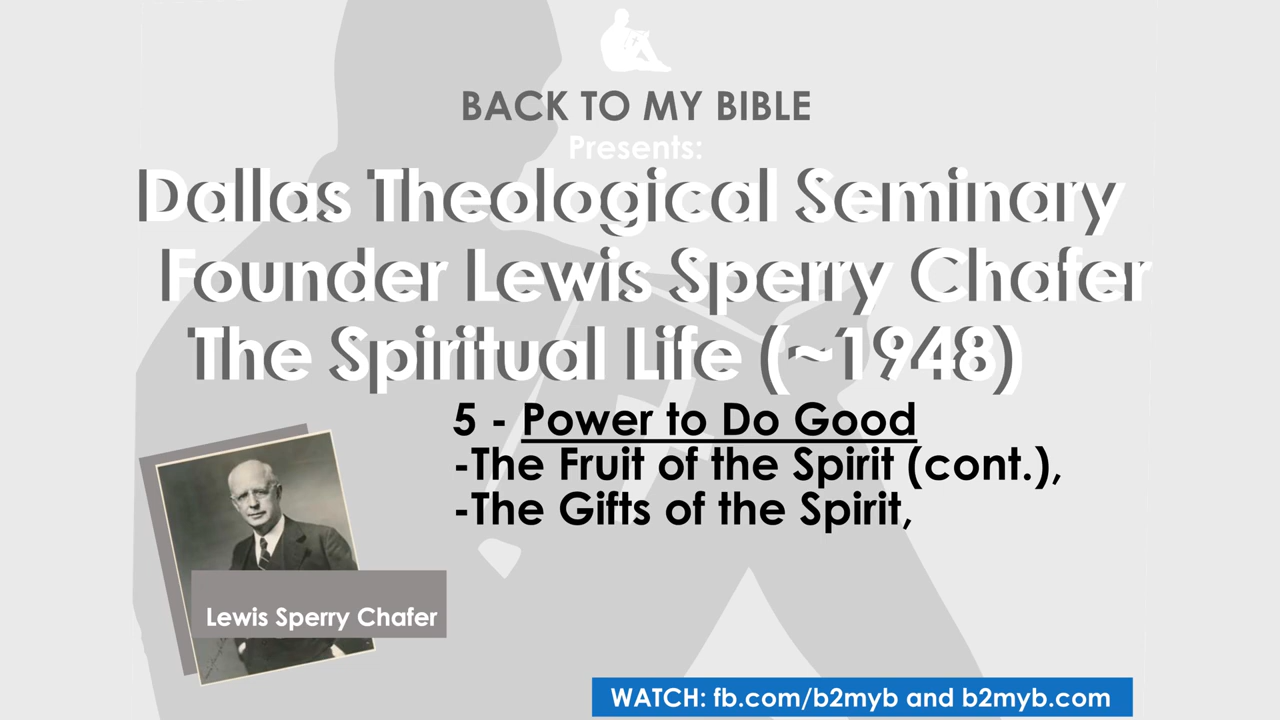 BACK TO MY BIBLE
Presents:
Dallas Theological Seminary
Founder Lewis Sperry Chafer
The Spiritual Life (~1948)
5 - Power to Do Good
-The Fruit of the Spirit (cont.),
-The Gifts of the Spirit,
Lewis Sperry Chafer
WATCH: fb.com/b2myb and b2myb.com